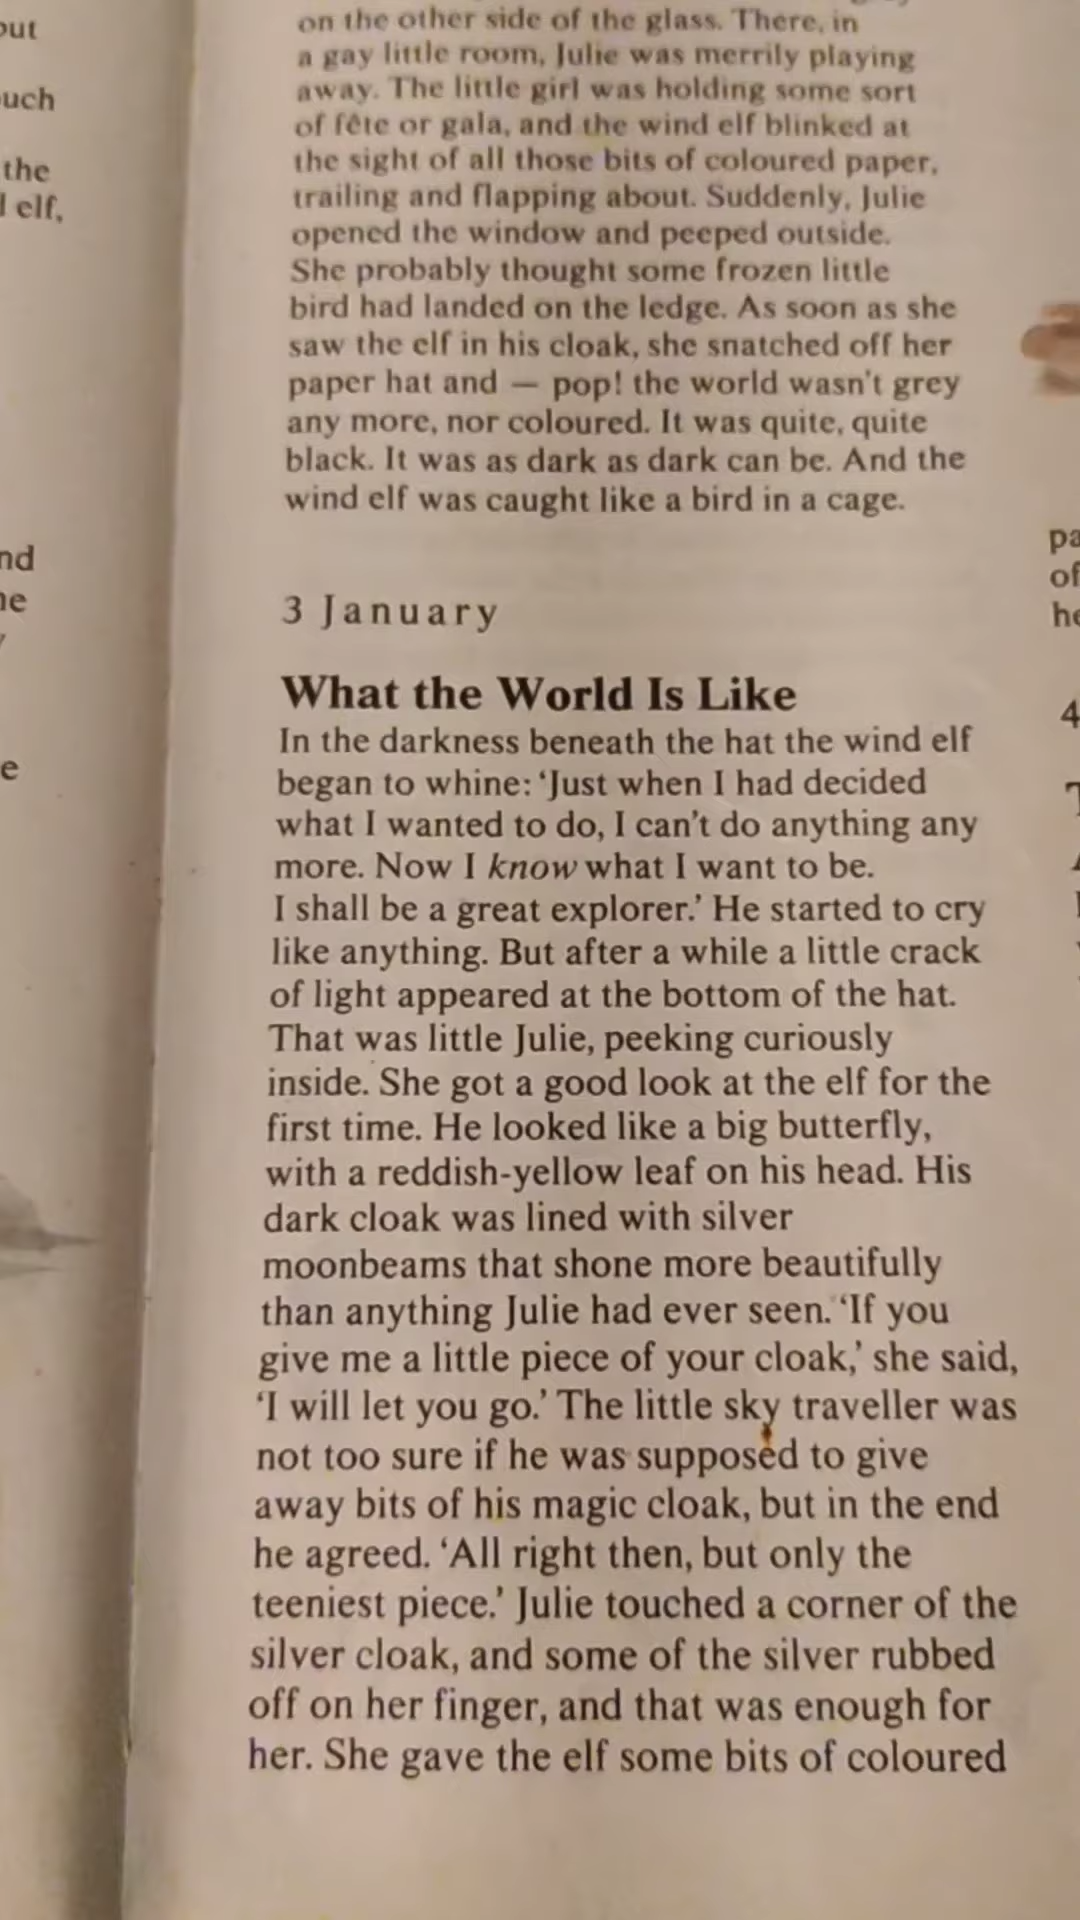 out
ouch
the
elf,
nd
e
on the other side of the glass. There, in
a gay little room, Julie was merrily playing
away. The little girl was holding some sort
of fête or gala, and the wind elf blinked at
the sight of all those bits of coloured paper,
trailing and flapping about. Suddenly, Julie
opened the window and peeped outside.
She probably thought some frozen little
bird had landed on the ledge. As soon as she
saw the elf in his cloak, she snatched off her
paper hat and — pop! the world wasn't grey
any more, nor coloured. It was quite, quite
black. It was as dark as dark can be. And the
wind elf was caught like a bird in a cage.
3 January
What the World Is Like
In the darkness beneath the hat the wind elf
began to whine: ‘Just when I had decided
what I wanted to do, I can't do anything any
more. Now I know what I want to be.
I shall be a great explorer.’ He started to cry
like anything. But after a while a little crack
of light appeared at the bottom of the hat.
That was little Julie, peeking curiously
inside. She got a good look at the elf for the
first time. He looked like a big butterfly,
with a reddish-yellow leaf on his head. His
dark cloak was lined with silver
moonbeams that shone more beautifully
than anything Julie had ever seen. ‘If you
give me a little piece of your cloak,’ she said,
‘I will let you go.’ The little sky traveller was
not too sure if he was supposed to give
away bits of his magic cloak, but in the end
he agreed. ‘All right then, but only the
teeniest piece.’ Julie touched a corner of the
silver cloak, and some of the silver rubbed
off on her finger, and that was enough for
her. She gave the elf some bits of coloured
pa
of
he
4